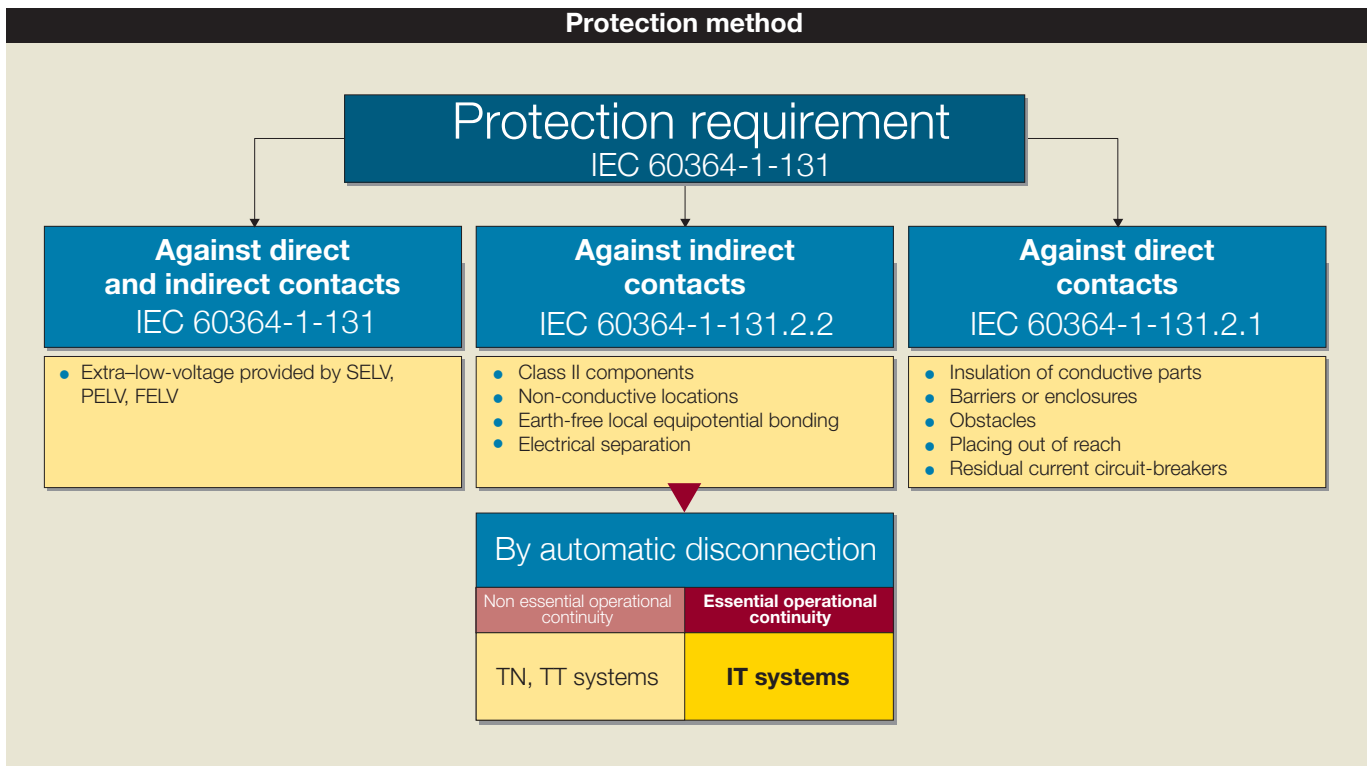 Protection method
Protection requirement
IEC 60364-1-131
Against direct
and indirect contacts
IEC 60364-1-131
• Extra–low-voltage provided by SELV,
PELV, FELV
Against indirect
contacts
IEC 60364-1-131.2.2
• Class II components
• Non-conductive locations
• Earth-free local equipotential bonding
• Electrical separation
Against direct
contacts
IEC 60364-1-131.2.1
• Insulation of conductive parts
• Barriers or enclosures
• Obstacles
• Placing out of reach
• Residual current circuit-breakers
By automatic disconnection
Non essential operational
continuity
TN, TT systems
Essential operational
continuity
IT systems